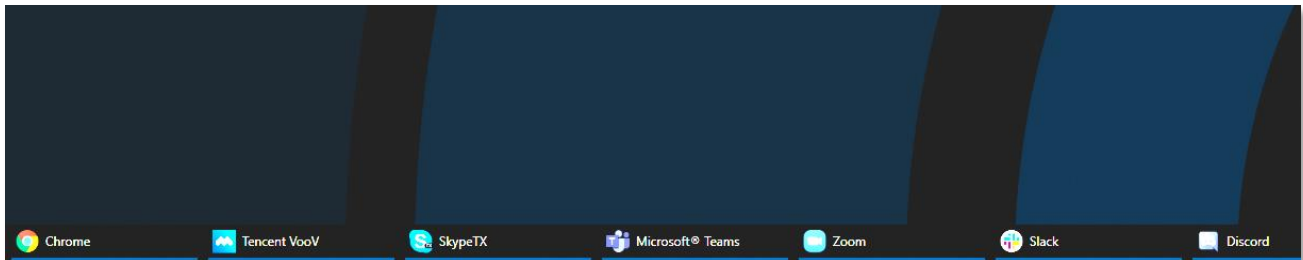 Chrome
Tencent VooV
SkypeTX
Microsoft® Teams
Zoom
Slack
Discord